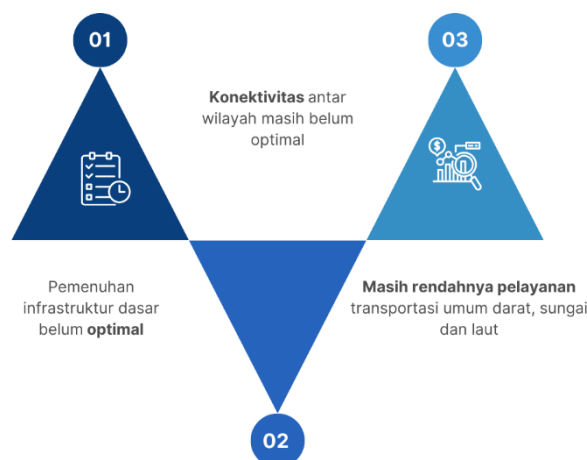 01
03
Konektivitas antar
wilayah masih belum
optimal
Pemenuhan
infrastruktur dasar
belum optimal
Masih rendahnya pelayanan
transportasi umum darat, sungai
dan laut
02